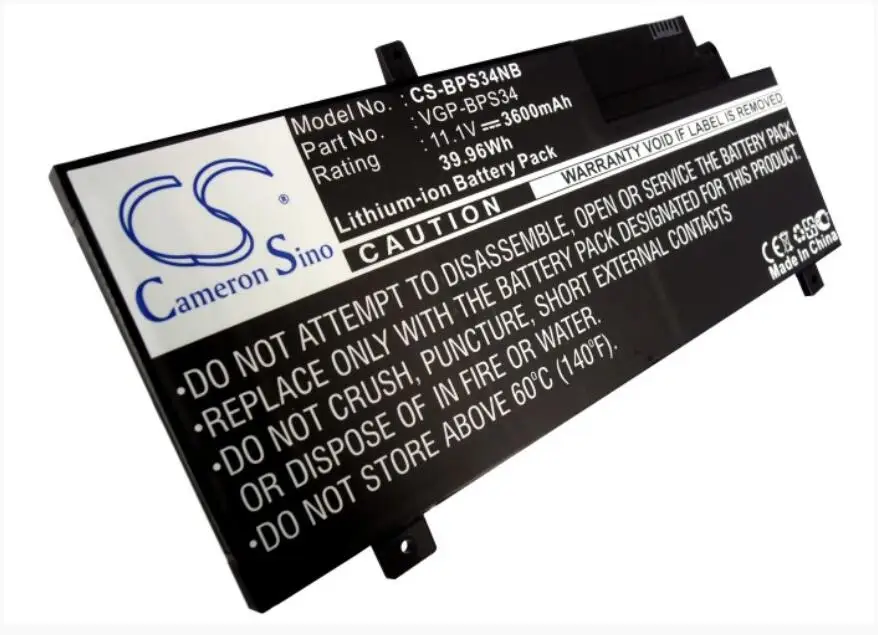 CS ®
Cameron Sino
Model No. : CS-BPS34NB
Part No. : VGP-BPS34
Rating : 11.1V 3600mAh
39.96Wh
Lithium-ion Battery Pack
CAUTION
WARRANTY VOID IF LABEL IS REMOVED
•DO NOT ATTEMPT TO DISASSEMBLE, OPEN OR SERVICE THE BATTERY PACK.
•REPLACE ONLY WITH THE BATTERY PACK DESIGNATED FOR THIS PRODUCT.
•DO NOT CRUSH, PUNCTURE, SHORT EXTERNAL CONTACTS
OR DISPOSE OF IN FIRE OR WATER.
•DO NOT STORE ABOVE 60°C (140°F).
CE
Made in China